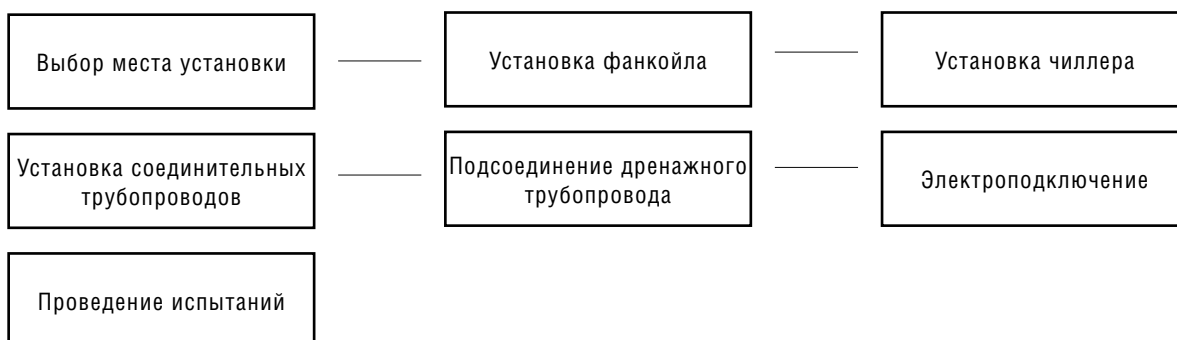 Выбор места установки
Установка фанкойла
Установка чиллера
Установка соединительных
трубопроводов
Подсоединение дренажного
трубопровода
Электроподключение
Проведение испытаний